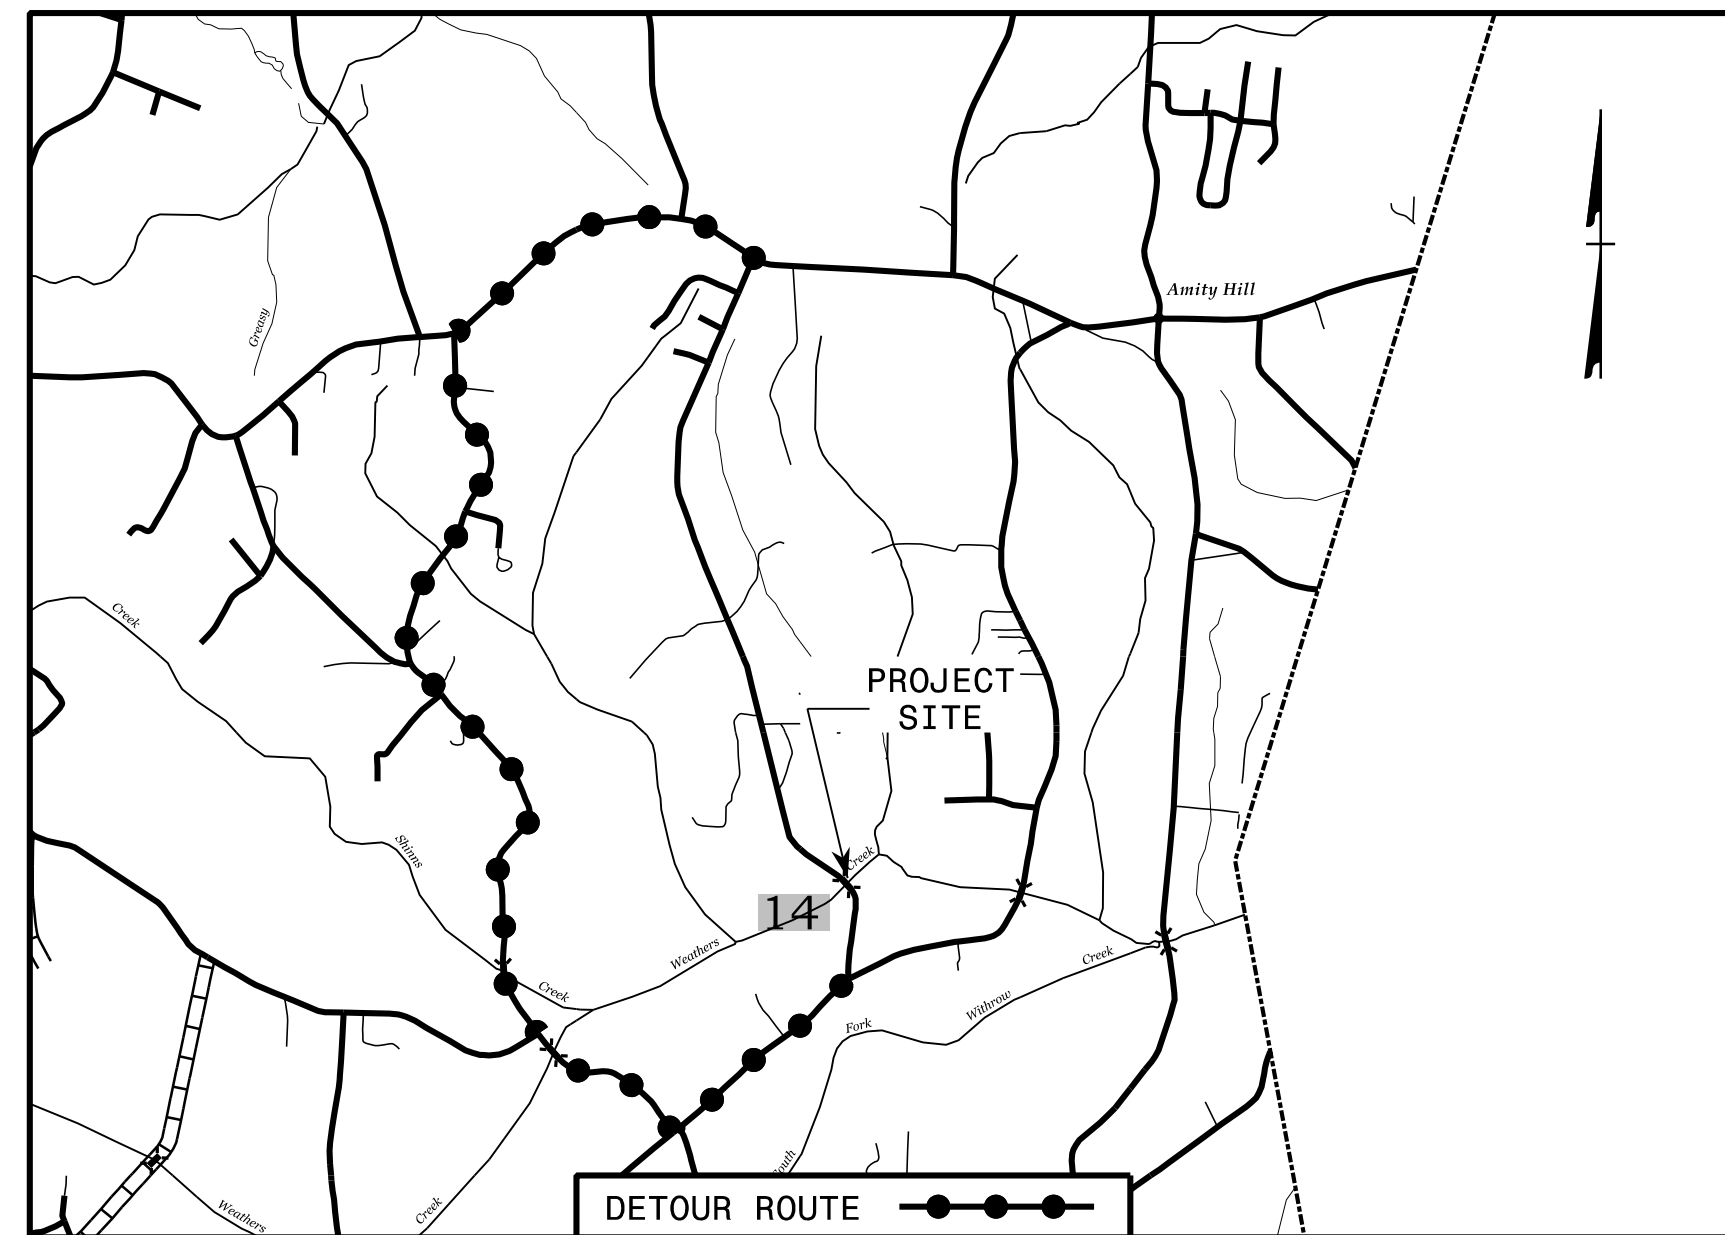 Amity Hill
Greasy
Creek
PROJECT
SITE
Shinns
Creek
14
Weathers
Creek
Creek
Withrow
Fork
South
Weathers
Creek
DETOUR ROUTE